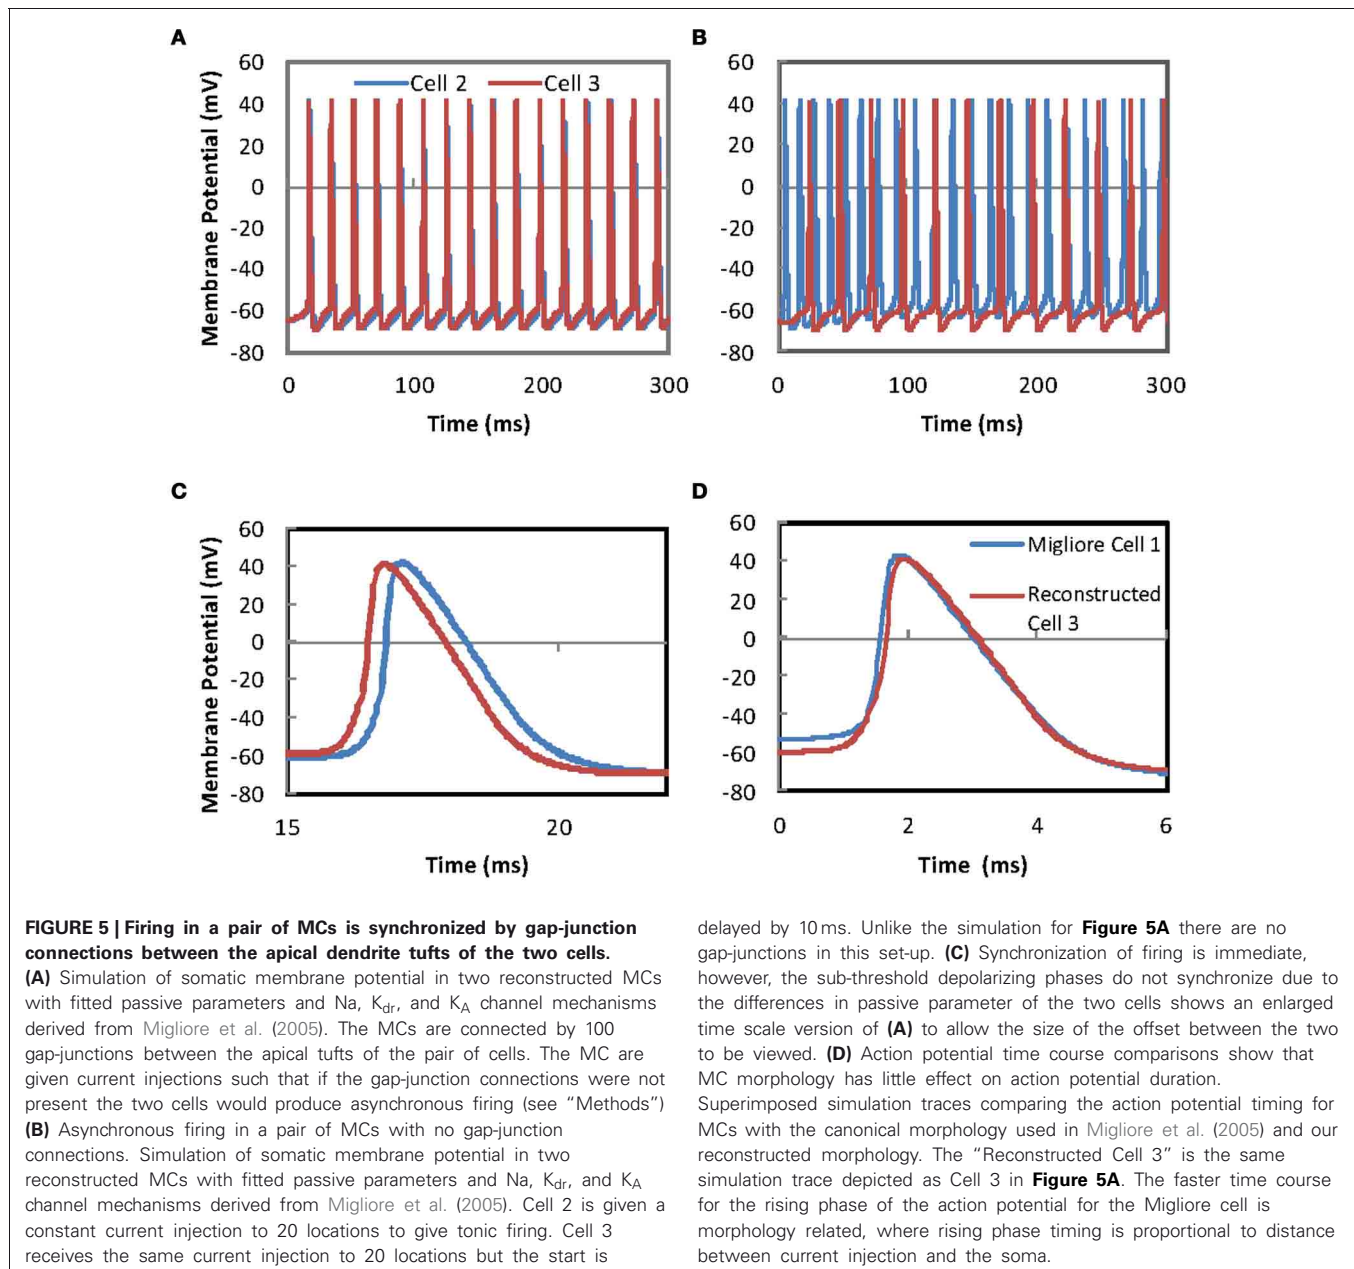 A
B
60
40
20
0
-20
-40
-60
-80
Membrane Potential (mV)
Cell 2
Cell 3
0
100
200
300
Time (ms)
60
40
20
0
-20
-40
-60
-80
0
100
200
300
Time (ms)
C
D
60
40
20
0
-20
-40
-60
-80
Membrane Potential (mV)
15
20
Time (ms)
60
40
20
0
-20
-40
-60
-80
Migliore Cell 1
Reconstructed
Cell 3
0
2
4
6
Time (ms)
FIGURE 5 | Firing in a pair of MCs is synchronized by gap-junction
connections between the apical dendrite tufts of the two cells.
(A) Simulation of somatic membrane potential in two reconstructed MCs
with fitted passive parameters and Na, Kdr, and KA channel mechanisms
derived from Migliore et al. (2005). The MCs are connected by 100
gap-junctions between the apical tufts of the pair of cells. The MC are
given current injections such that if the gap-junction connections were not
present the two cells would produce asynchronous firing (see “Methods”)
(B) Asynchronous firing in a pair of MCs with no gap-junction
connections. Simulation of somatic membrane potential in two
reconstructed MCs with fitted passive parameters and Na, Kdr, and KA
channel mechanisms derived from Migliore et al. (2005). Cell 2 is given a
constant current injection to 20 locations to give tonic firing. Cell 3
receives the same current injection to 20 locations but the start is
delayed by 10 ms. Unlike the simulation for Figure 5A there are no
gap-junctions in this set-up. (C) Synchronization of firing is immediate,
however, the sub-threshold depolarizing phases do not synchronize due to
the differences in passive parameter of the two cells shows an enlarged
time scale version of (A) to allow the size of the offset between the two
to be viewed. (D) Action potential time course comparisons show that
MC morphology has little effect on action potential duration.
Superimposed simulation traces comparing the action potential timing for
MCs with the canonical morphology used in Migliore et al. (2005) and our
reconstructed morphology. The “Reconstructed Cell 3” is the same
simulation trace depicted as Cell 3 in Figure 5A. The faster time course
for the rising phase of the action potential for the Migliore cell is
morphology related, where rising phase timing is proportional to distance
between current injection and the soma.